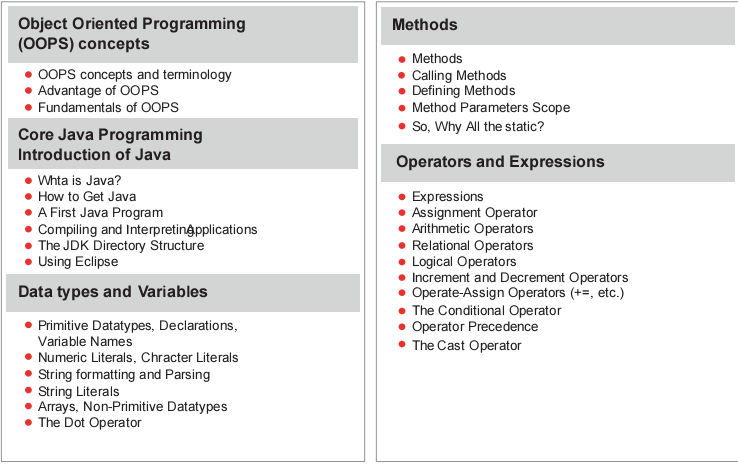 Object Oriented Programming
(OOPS) concepts
OOPS concepts and terminology
Advantage of OOPS
Fundamentals of OOPS
Core Java Programming
Introduction of Java
Whta is Java?
How to Get Java
A First Java Program
Compiling and Interpreting Applications
The JDK Directory Structure
Using Eclipse
Data types and Variables
Primitive Datatypes, Declarations,
Variable Names
Numeric Literals, Chracter Literals
String formatting and Parsing
String Literals
Arrays, Non-Primitive Datatypes
The Dot Operator
Methods
Methods
Calling Methods
Defining Methods
Method Parameters Scope
So, Why All the static?
Operators and Expressions
Expressions
Assignment Operator
Arithmetic Operators
Relational Operators
Logical Operators
Increment and Decrement Operators
Operate-Assign Operators (+=, etc.)
The Conditional Operator
Operator Precedence
The Cast Operator